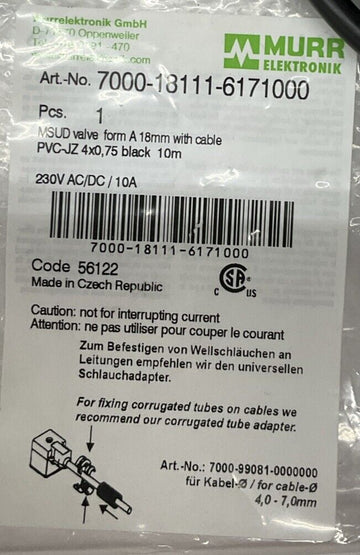 Murrelektronik GmbH
Oppenweiler
- 470
MURR
ELEKTRONIK
Art.-No. 7000-18111-6171000
Pcs. 1
MSUD valve form A 18mm with cable
PVC-JZ 4x0,75 black 10m
230V AC/DC / 10A
7000-18111-6171000
Code 56122
Made in Czech Republic
C SA ® US
Caution: not for interrupting current
Attention: ne pas utiliser pour couper le courant
Zum Befestigen von Wellschläuchen an
Leitungen empfehlen wir den universellen
Schlauchadapter.
For fixing corrugated tubes on cables we
recommend our corrugated tube adapter.
Art.-No.: 7000-99081-0000000
für Kabel-Ø / for cable-Ø
4,0 - 7,0mm